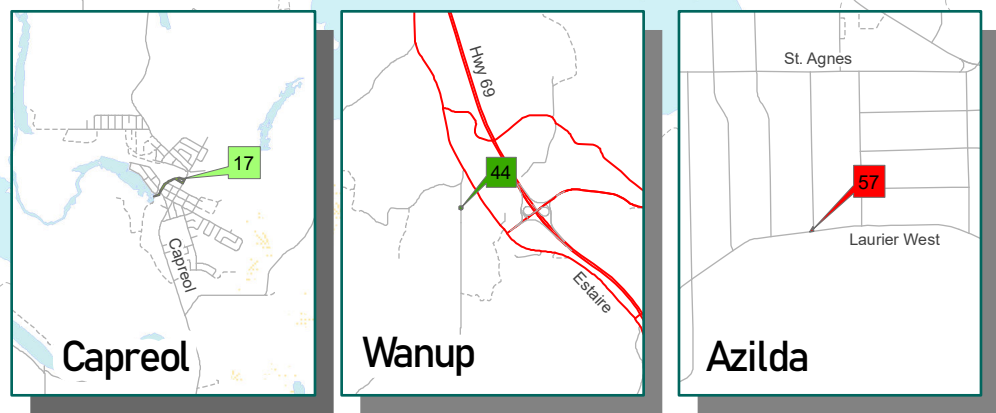 17
Capreol
Capreol
Hwy 69
44
Estaire
Wanup
St. Agnes
57
Laurier West
Azilda